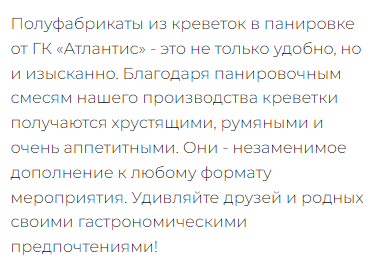 Полуфабрикаты из креветок в панировке
от ГК «Атлантис» - это не только удобно, но
и изысканно. Благодаря панировочным
смесям нашего производства креветки
получаются хрустящими, румяными и
очень аппетитными. Они - незаменимое
дополнение к любому формату
мероприятия. Удивляйте друзей и родных
своими гастрономическими
предпочтениями!